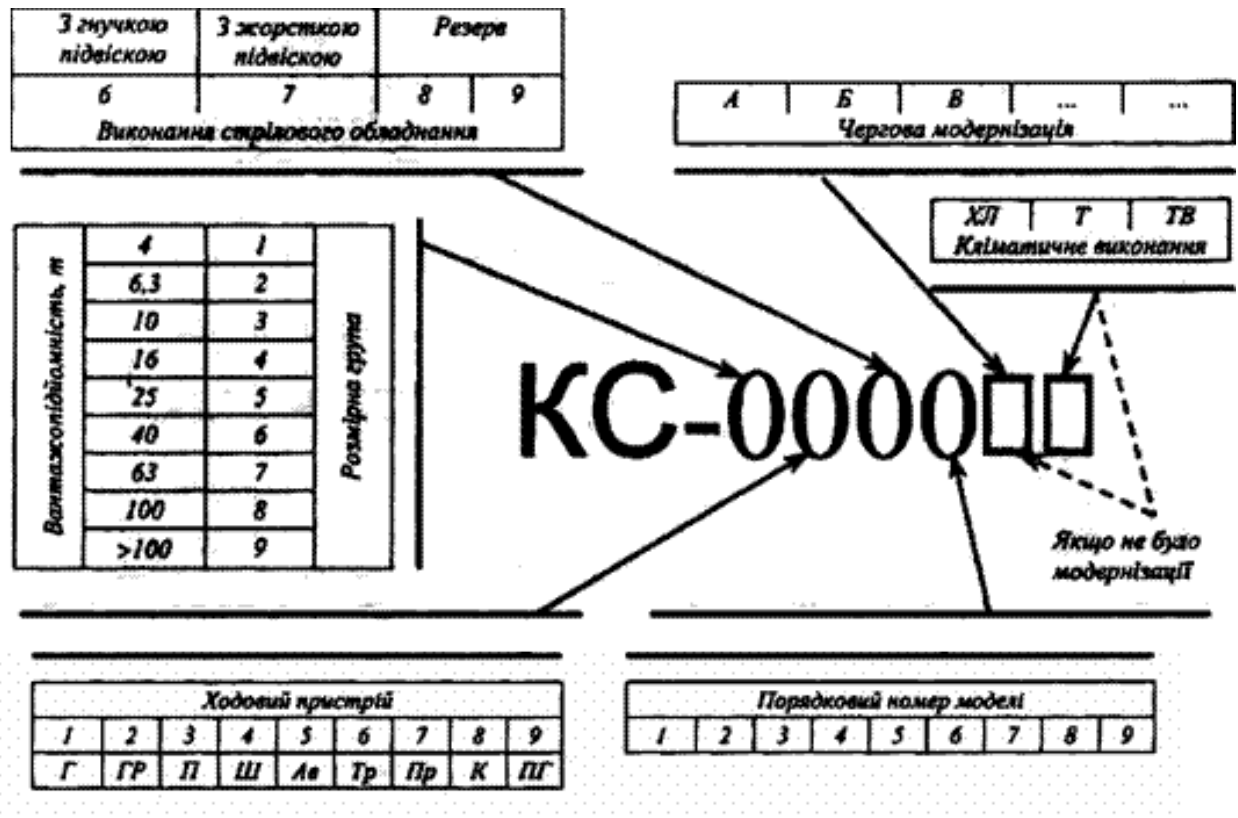 З гнучкою підвіскою З жорсткою підвіскою Резерв
6 7 8 9
Виконання стрілового обладнання
А Б В ... ...
Чергова модернізація
ХЛ Т ТВ
Кліматичне виконання
Вантажопідйомність, т
Розмірна група
4 1
6,3 2
10 3
16 4
25 5
40 6
63 7
100 8
>100 9
КС-0000
Якщо не було
модернізації
Ходовий пристрій
1 2 3 4 5 6 7 8 9
Г ГР П Ш Ав Тр Пр К ПГ
Порядковий номер моделі
1 2 3 4 5 6 7 8 9